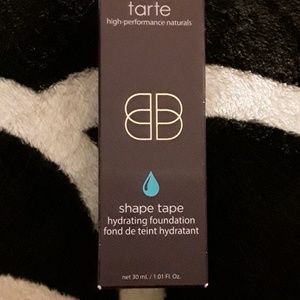 tarte
high-performance naturals
shape tape
hydrating foundation
fond de teint hydratant
net 30 mL / 1.01 Fl. Oz.